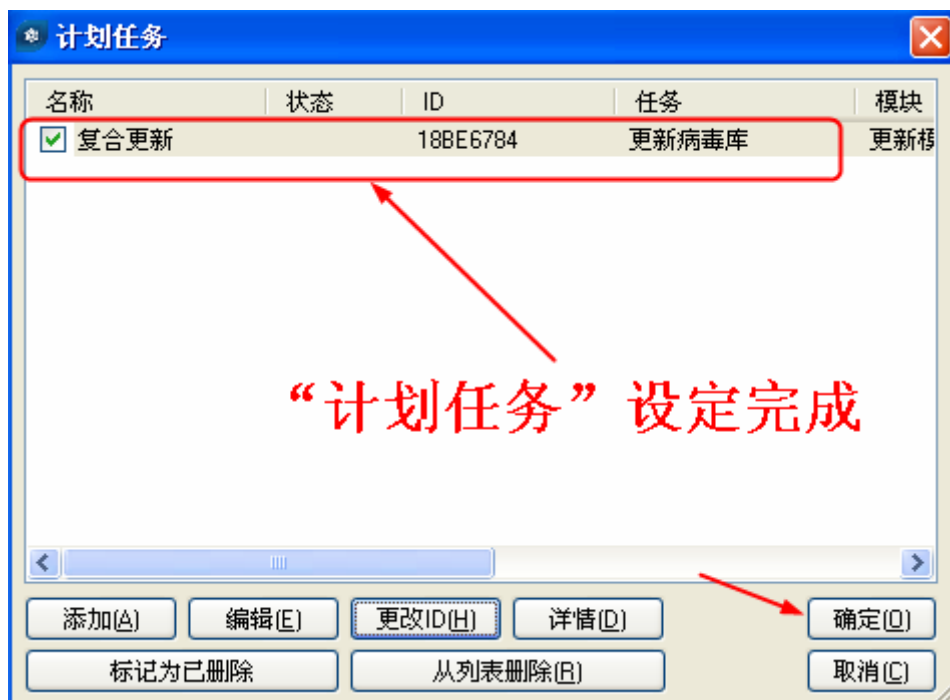 计划任务
名称 状态 ID 任务 模块
复合更新 18BE6784 更新病毒库 更新模
“计划任务”设定完成
添加(A) 编辑(E) 更改ID(H) 详情(D) 确定(O)
标记为已删除 从列表删除(R) 取消(C)